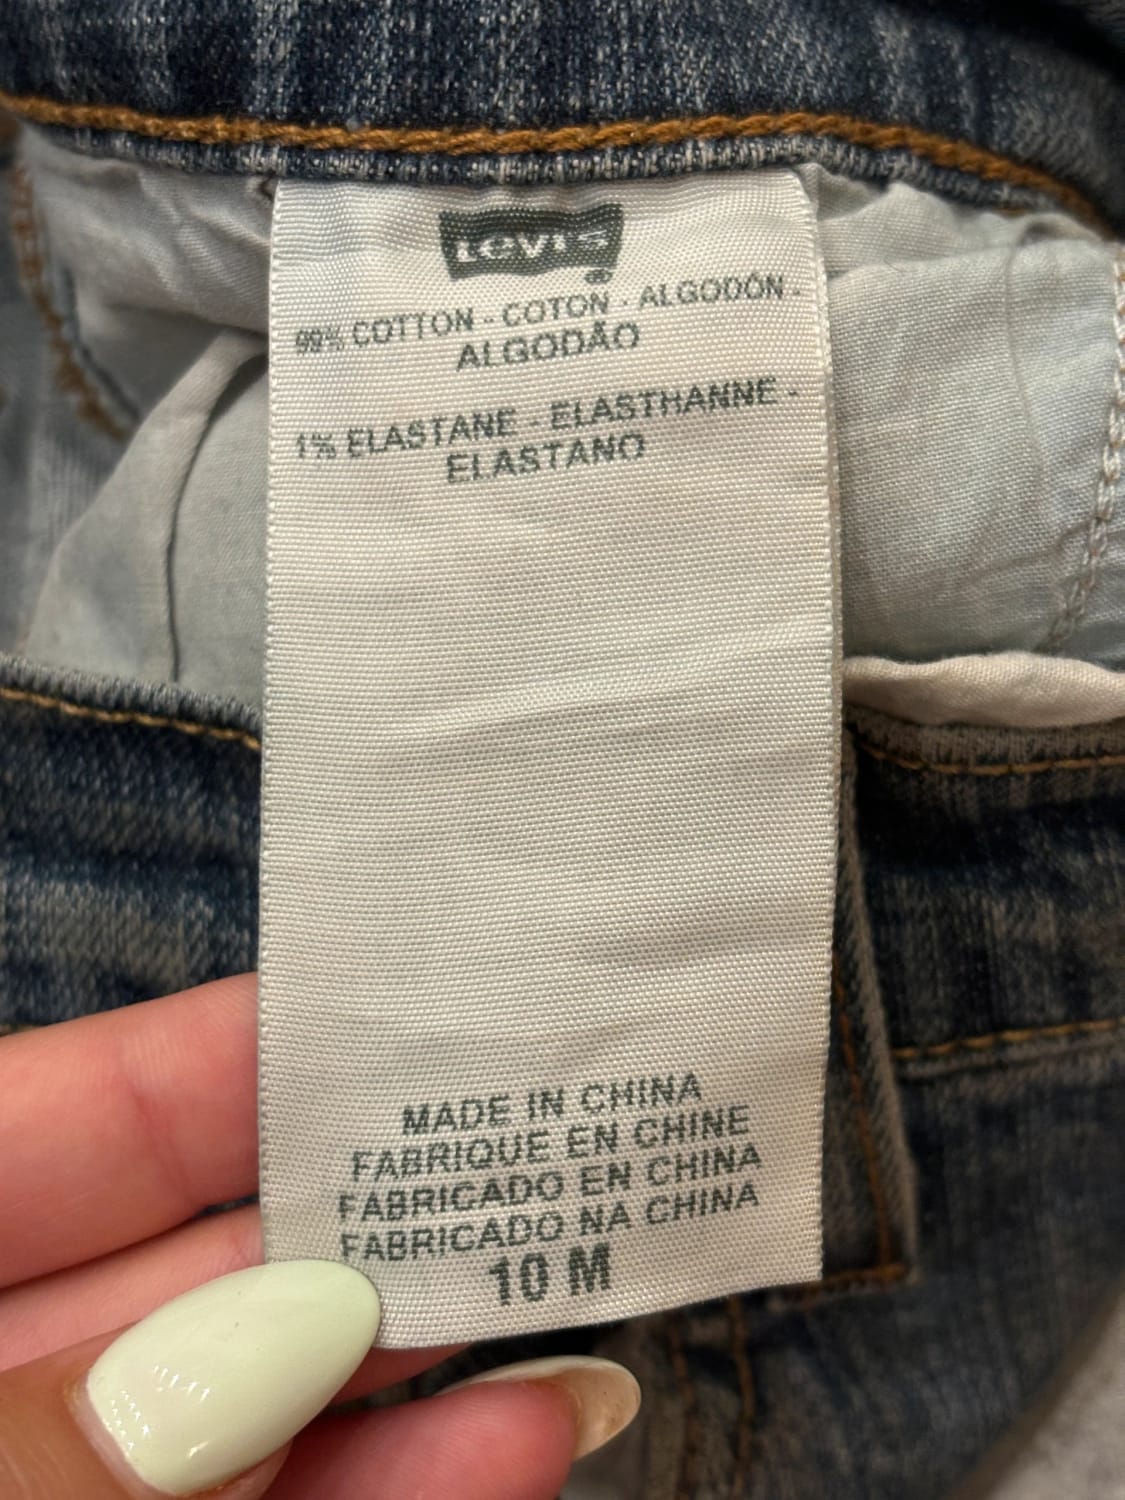 Levi's
99% COTTON - COTON - ALGODÓN -
ALGODÃO
1% ELASTANE - ELASTHANNE -
ELASTANO
MADE IN CHINA
FABRIQUE EN CHINE
FABRICADO EN CHINA
FABRICADO NA CHINA
10 M